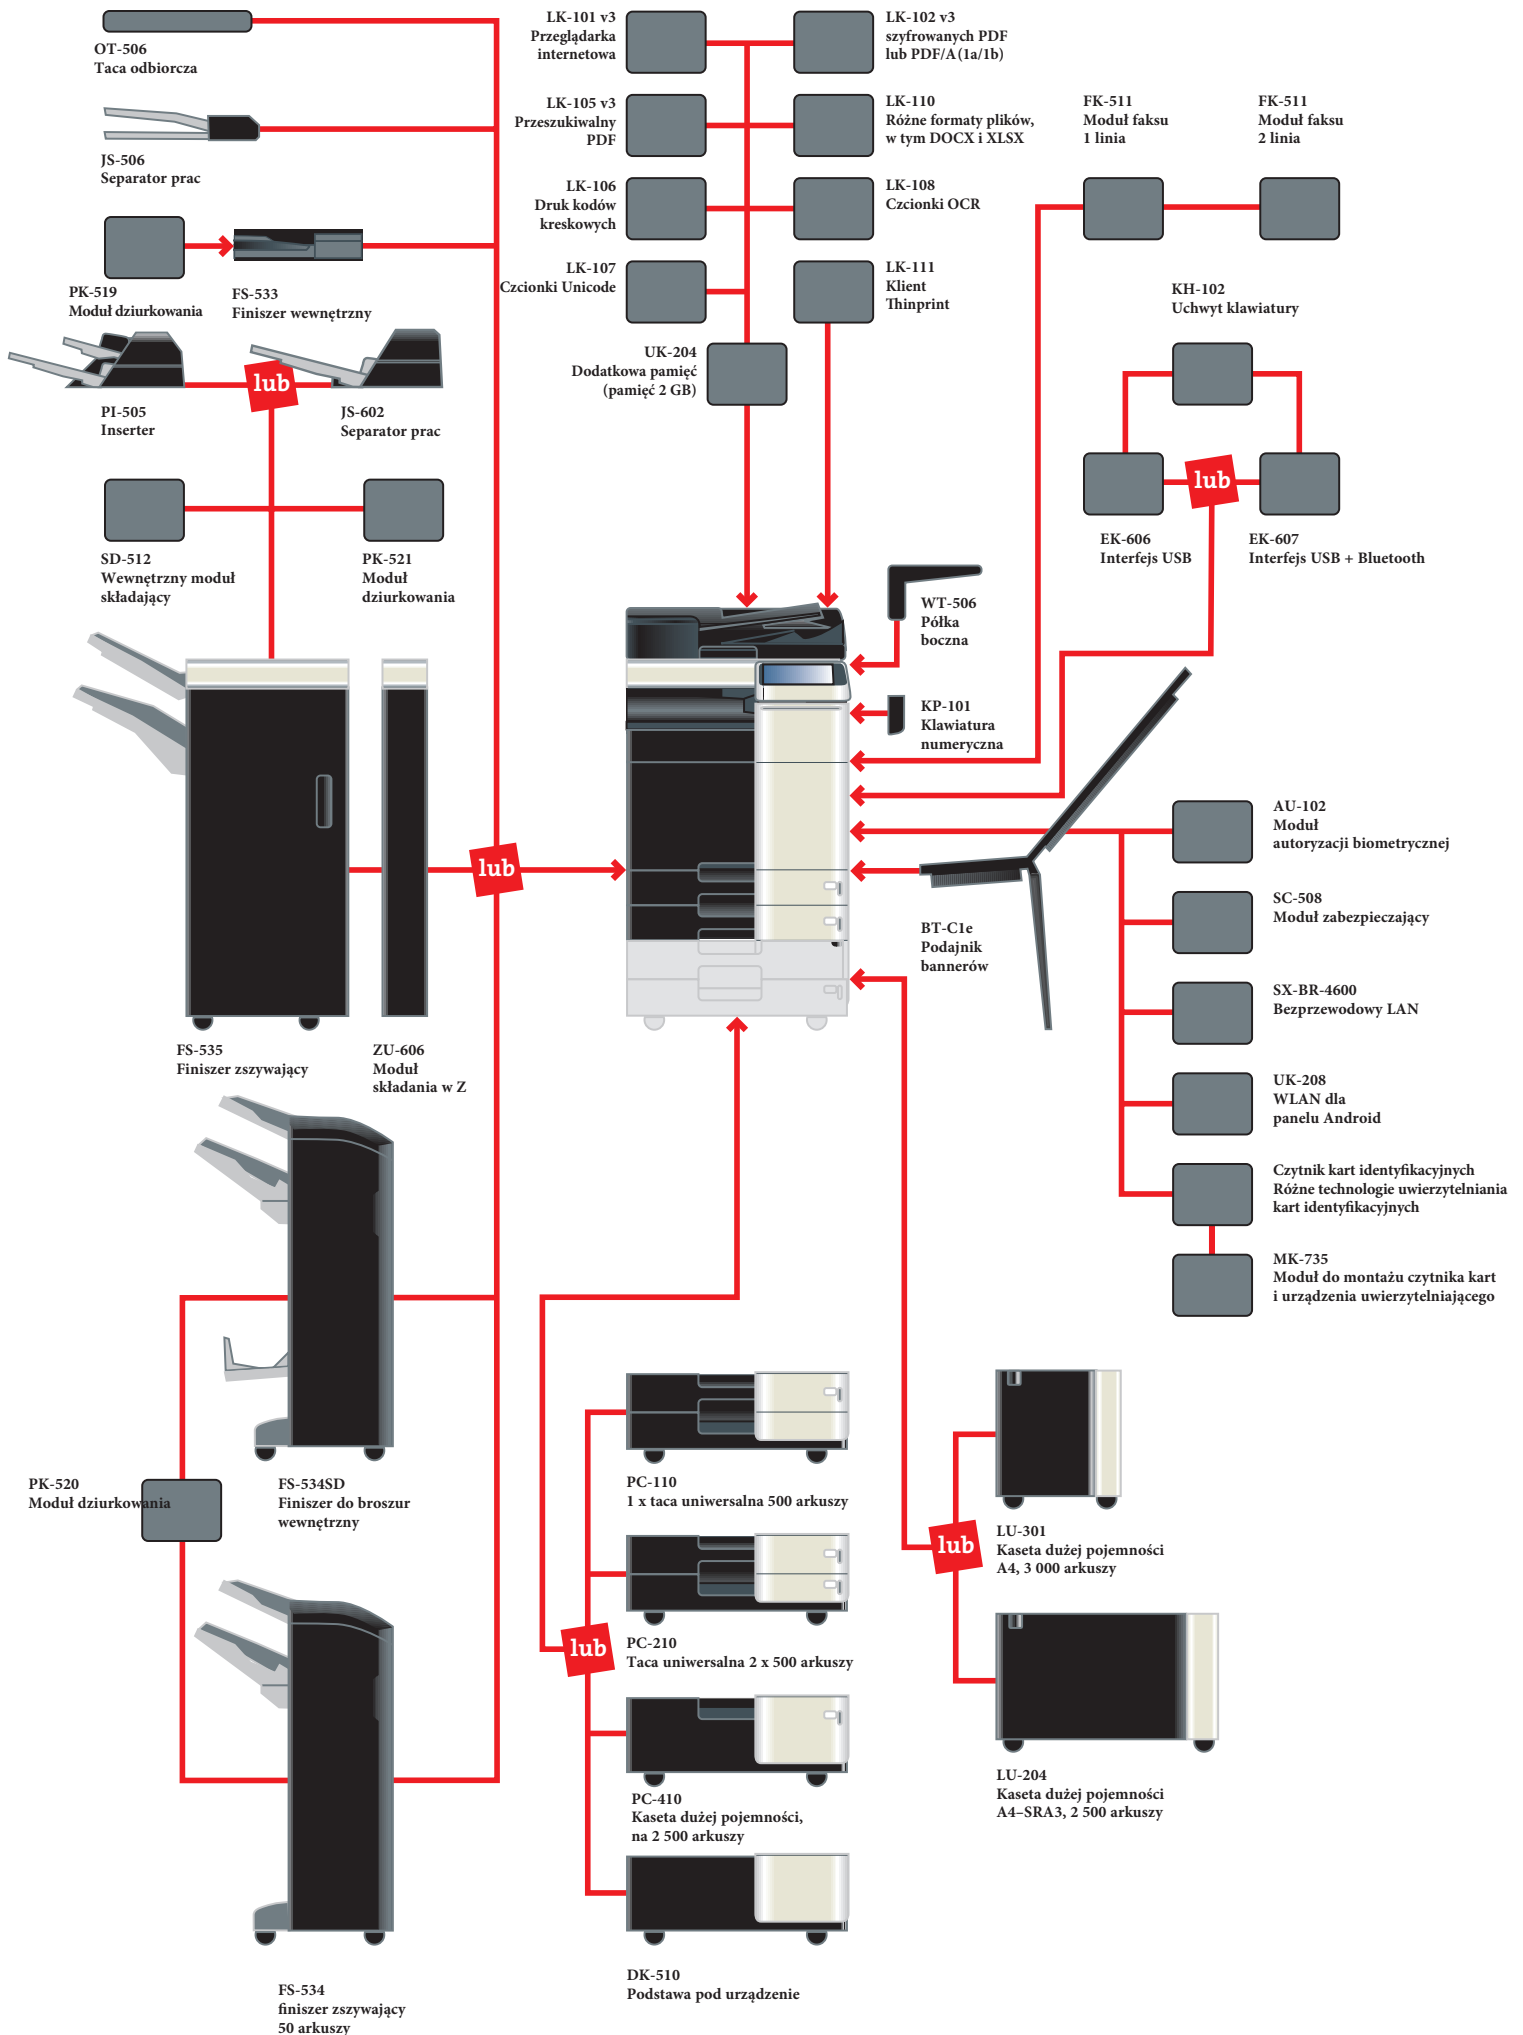 OT-506
Taca odbiorcza
JS-506
Separator prac
PK-519
Moduł dziurkowania
FS-533
Finiszer wewnętrzny
lub
PI-505
Inserter
JS-602
Separator prac
SD-512
Wewnętrzny moduł
składający
PK-521
Moduł
dziurkowania
FS-535
Finiszer zszywający
ZU-606
Moduł
składania w Z
lub
PK-520
Moduł dziurkowania
FS-534SD
Finiszer do broszur
wewnętrzny
FS-534
finiszer zszywający
50 arkuszy
LK-101 v3
Przeglądarka
internetowa
LK-102 v3
szyfrowanych PDF
lub PDF/A (1a/1b)
LK-105 v3
Przeszukiwalny
PDF
LK-110
Różne formaty plików,
w tym DOCX i XLSX
LK-106
Druk kodów
kreskowych
LK-108
Czcionki OCR
LK-107
Czcionki Unicode
LK-111
Klient
Thinprint
UK-204
Dodatkowa pamięć
(pamięć 2 GB)
FK-511
Moduł faksu
1 linia
FK-511
Moduł faksu
2 linia
KH-102
Uchwyt klawiatury
lub
EK-606
Interfejs USB
EK-607
Interfejs USB + Bluetooth
WT-506
Półka
boczna
KP-101
Klawiatura
numeryczna
BT-C1e
Podajnik
bannerów
AU-102
Moduł
autoryzacji biometrycznej
SC-508
Moduł zabezpieczający
SX-BR-4600
Bezprzewodowy LAN
UK-208
WLAN dla
panelu Android
Czytnik kart identyfikacyjnych
Różne technologie uwierzytelniania
kart identyfikacyjnych
MK-735
Moduł do montażu czytnika kart
i urządzenia uwierzytelniającego
PC-110
1 x taca uniwersalna 500 arkuszy
lub
PC-210
Taca uniwersalna 2 x 500 arkuszy
PC-410
Kaseta dużej pojemności,
na 2 500 arkuszy
DK-510
Podstawa pod urządzenie
lub
LU-301
Kaseta dużej pojemności
A4, 3 000 arkuszy
LU-204
Kaseta dużej pojemności
A4–SRA3, 2 500 arkuszy